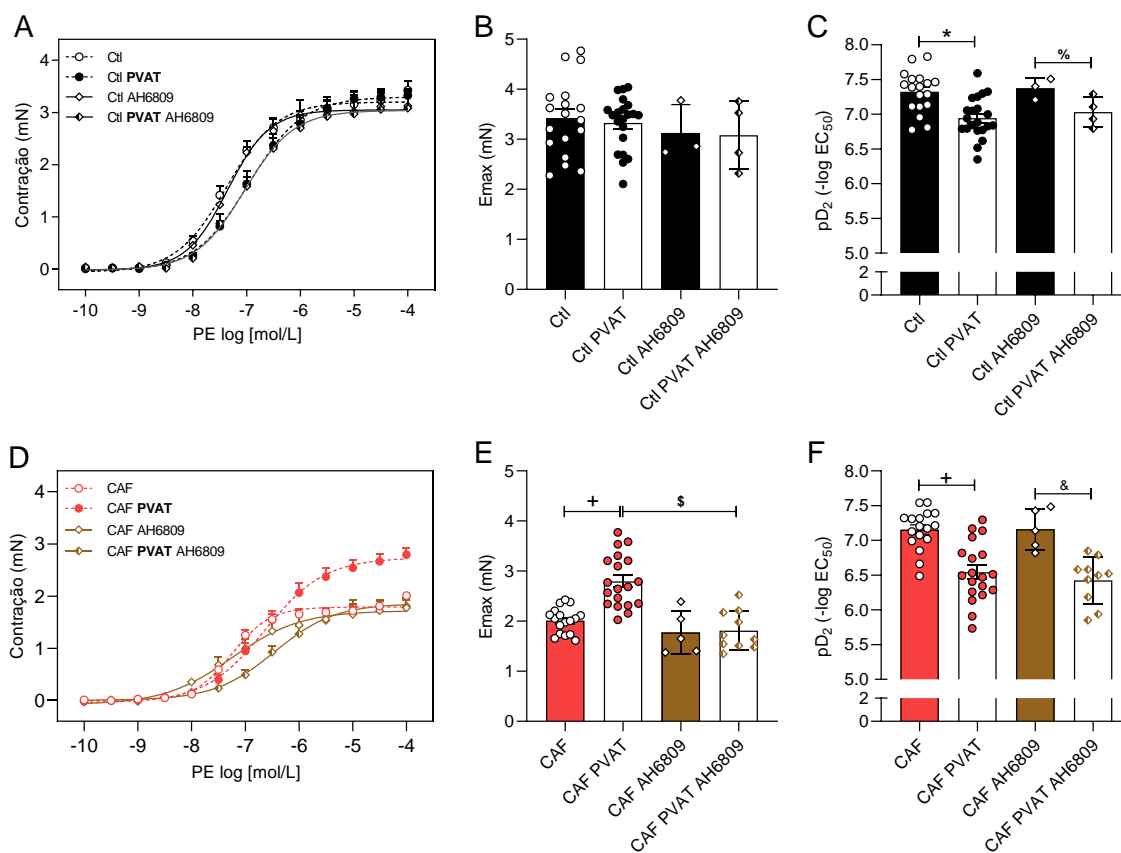 A
Ctl
Ctl PVAT
Ctl AH6809
Ctl PVAT AH6809
Contração (mN)
4
3
2
1
0
-10
-9
-8
-7
-6
-5
-4
PE log [mol/L]
B
Emax (mN)
5
4
3
2
1
0
Ctl
Ctl PVAT
Ctl AH6809
Ctl PVAT AH6809
C
pD2 (-log EC50)
8.0
7.5
7.0
6.5
6.0
5.5
5.0
2
0
*
%
Ctl
Ctl PVAT
Ctl AH6809
Ctl PVAT AH6809
D
CAF
CAF PVAT
CAF AH6809
CAF PVAT AH6809
Contração (mN)
4
3
2
1
0
-10
-9
-8
-7
-6
-5
-4
PE log [mol/L]
E
Emax (mN)
5
4
3
2
1
0
+
$
CAF
CAF PVAT
CAF AH6809
CAF PVAT AH6809
F
pD2 (-log EC50)
8.0
7.5
7.0
6.5
6.0
5.5
5.0
2
0
+
&
CAF
CAF PVAT
CAF AH6809
CAF PVAT AH6809